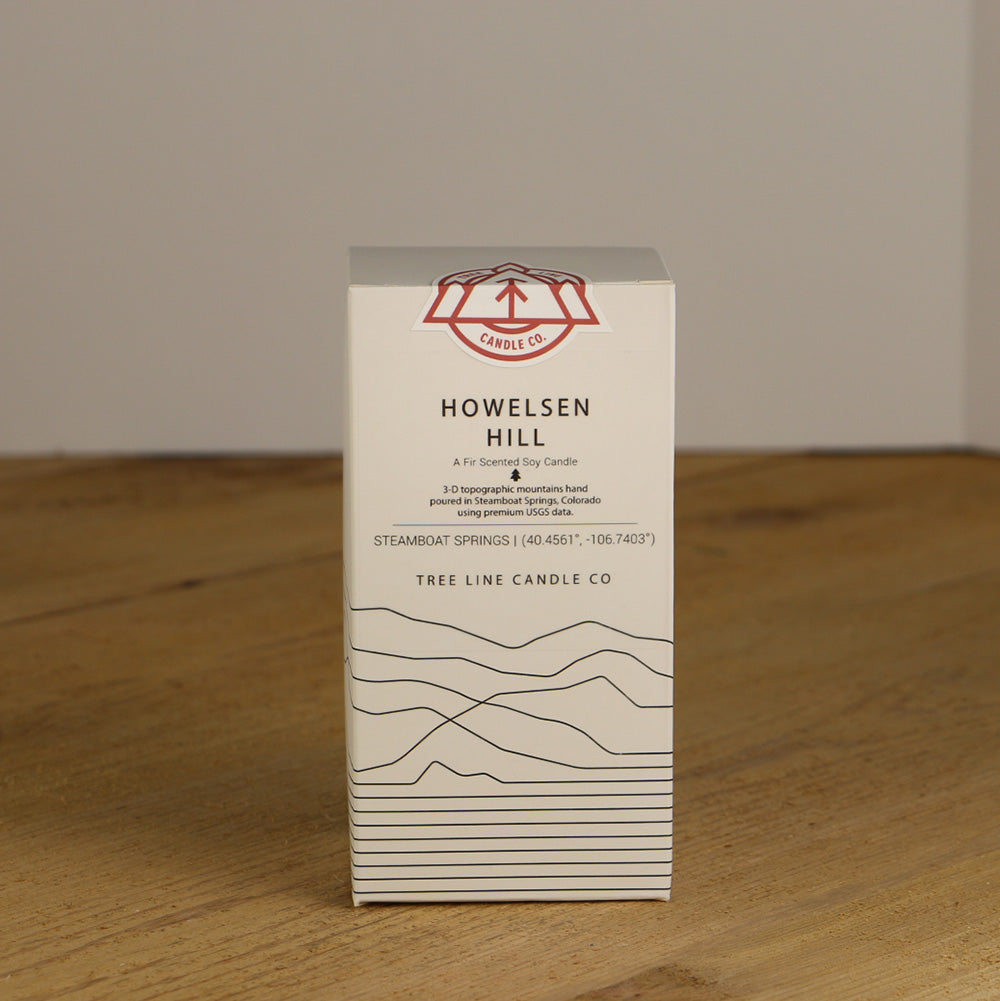 TREE LINE
CANDLE CO.
HOWELSEN
HILL
A Fir Scented Soy Candle
3-D topographic mountains hand
poured in Steamboat Springs, Colorado
using premium USGS data.
STEAMBOAT SPRINGS | (40.4561°, -106.7403°)
TREE LINE CANDLE CO